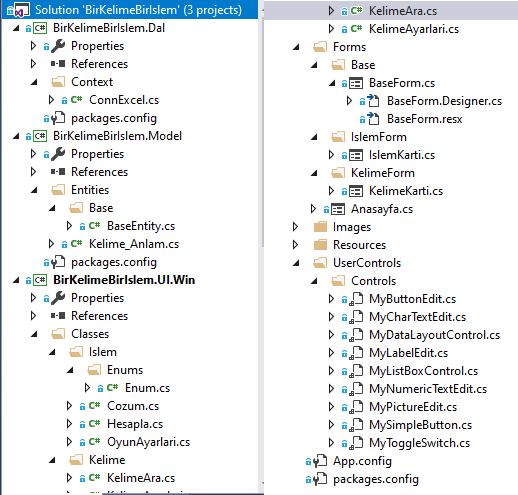 Solution 'BirKelimeBirIslem' (3 projects)
BirKelimeBirIslem.Dal
Properties
References
Context
ConnExcel.cs
packages.config
BirKelimeBirIslem.Model
Properties
References
Entities
Base
BaseEntity.cs
Kelime_Anlam.cs
packages.config
BirKelimeBirIslem.UI.Win
Properties
References
Classes
Islem
Enums
Enum.cs
Cozum.cs
Hesapla.cs
OyunAyarlari.cs
Kelime
KelimeAra.cs
KelimeAra.cs
KelimeAyarlari.cs
Forms
Base
BaseForm.cs
BaseForm.Designer.cs
BaseForm.resx
IslemForm
IslemKarti.cs
KelimeForm
KelimeKarti.cs
Anasayfa.cs
Images
Resources
UserControls
Controls
MyButtonEdit.cs
MyCharTextEdit.cs
MyDataLayoutControl.cs
MyLabelEdit.cs
MyListBoxControl.cs
MyNumericTextEdit.cs
MyPictureEdit.cs
MySimpleButton.cs
MyToggleSwitch.cs
App.config
packages.config